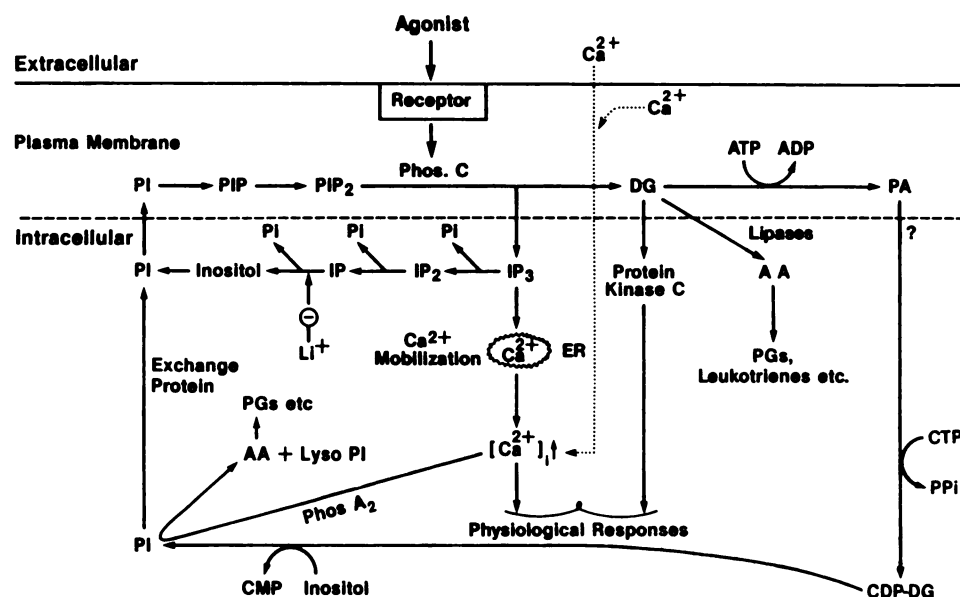 Agonist
Ca2+
Extracellular
Receptor
Ca2+
Plasma Membrane
Phos. C
ATP ADP
PI PIP PIP2 DG PA
Intracellular
PI PI PI
Lipases
?
PI Inositol IP IP2 IP3
Protein
Kinase C
A A
−
Li+
Ca2+
Mobilization
Ca2+
ER
PGs,
Leukotrienes etc.
Exchange
Protein
PGs etc
AA + Lyso PI
[Ca2+]i
CTP
PPi
Phos A2
Physiological Responses
PI
CMP Inositol
CDP-DG